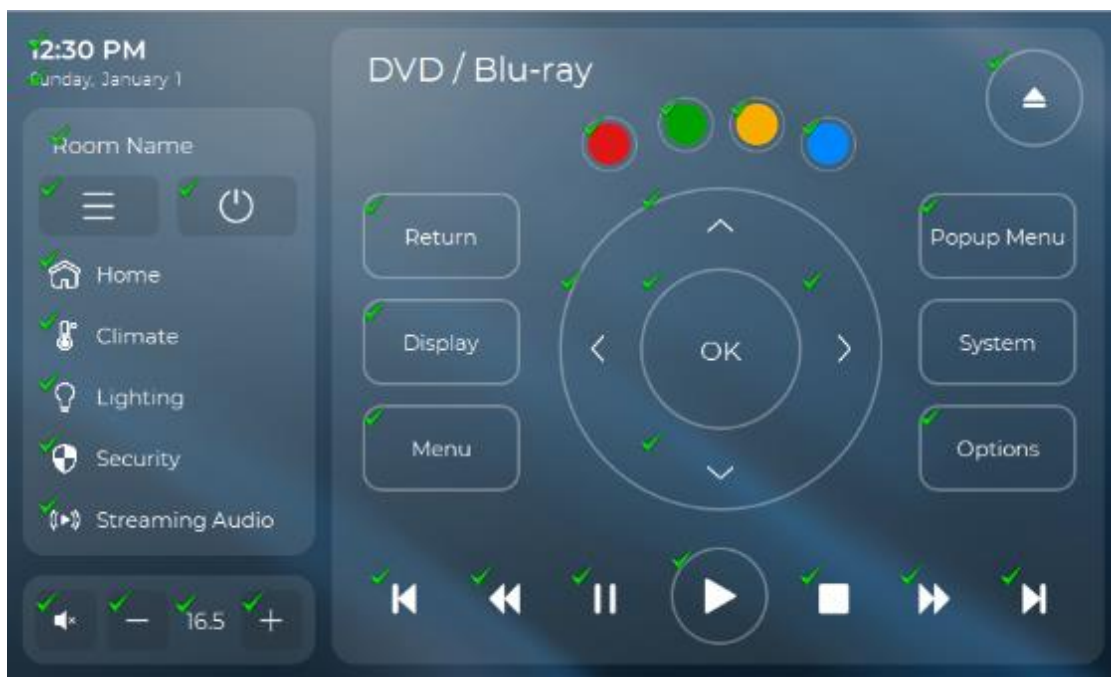 12:30 PM
Sunday, January 1
Room Name
Home
Climate
Lighting
Security
Streaming Audio
16.5
DVD / Blu-ray
Return
Display
Menu
OK
Popup Menu
System
Options